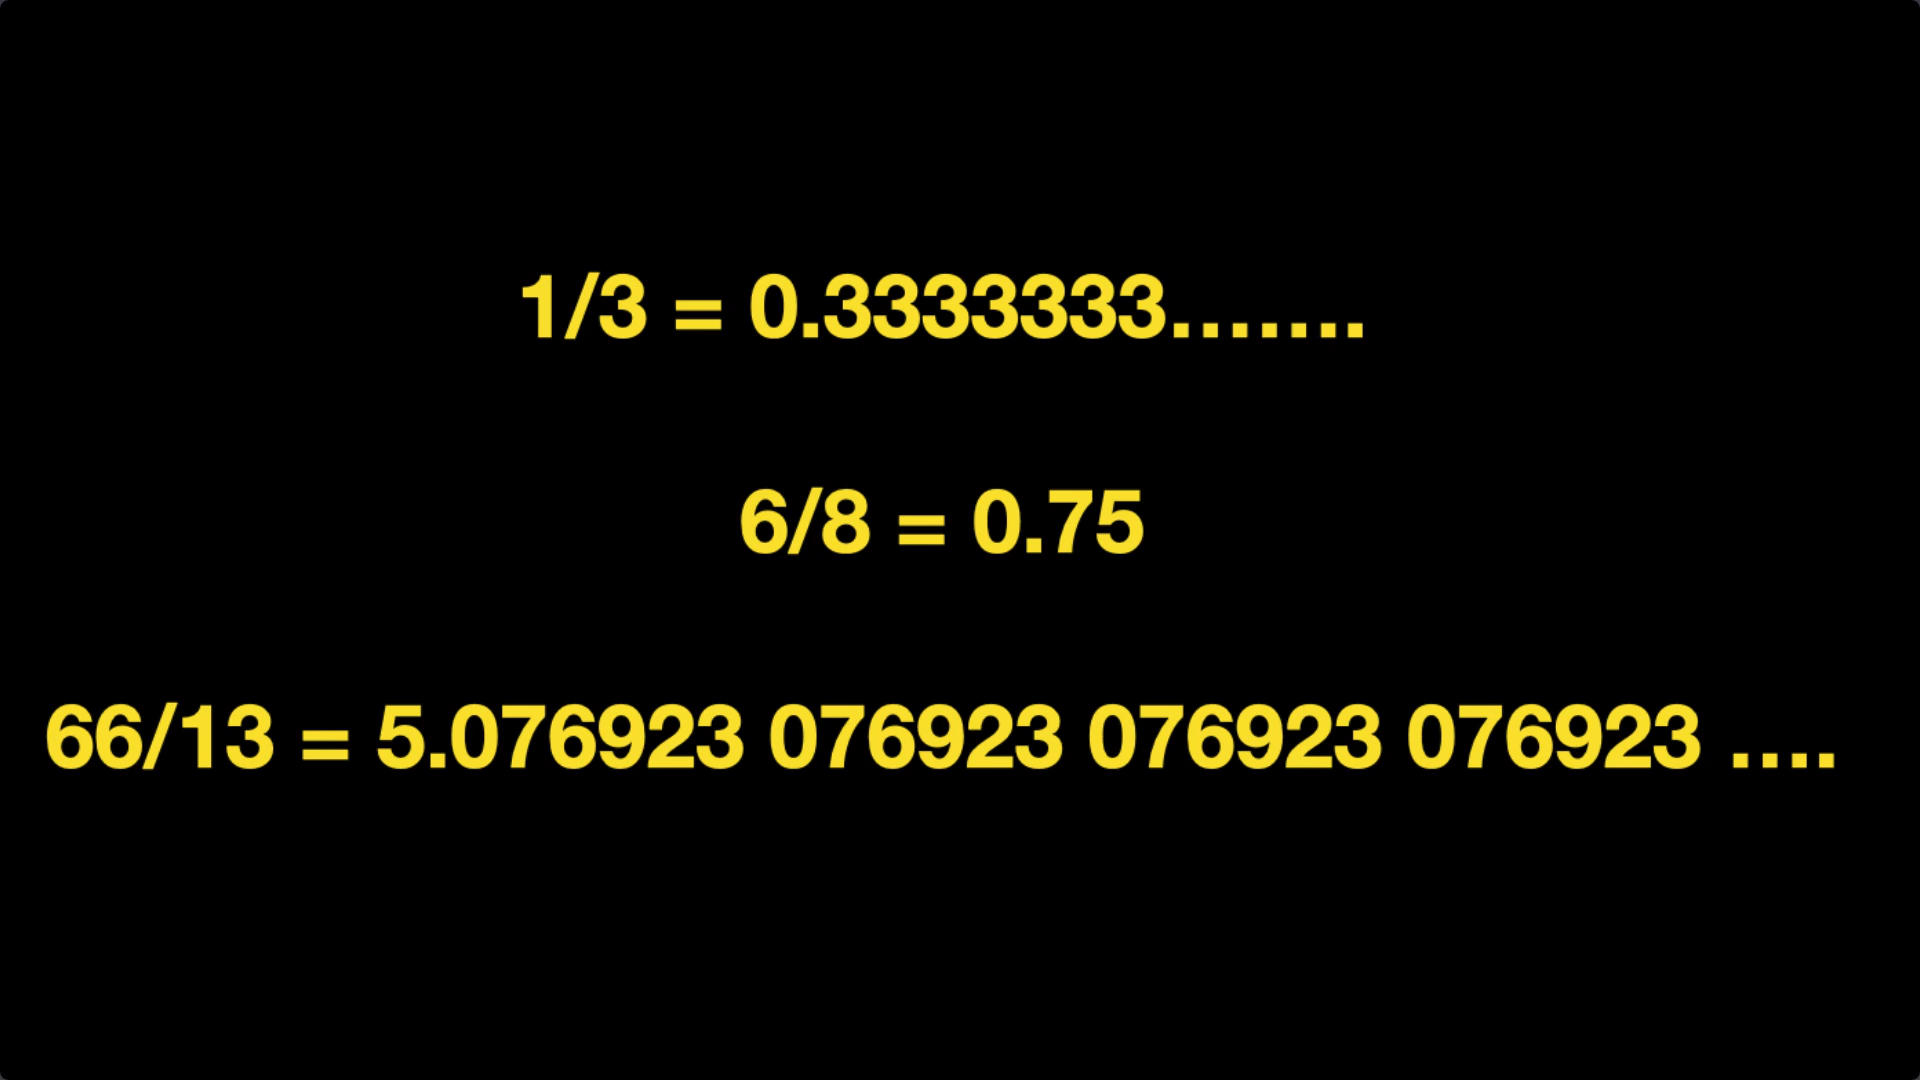 1/3 = 0.3333333.......
6/8 = 0.75
66/13 = 5.076923 076923 076923 076923 ....